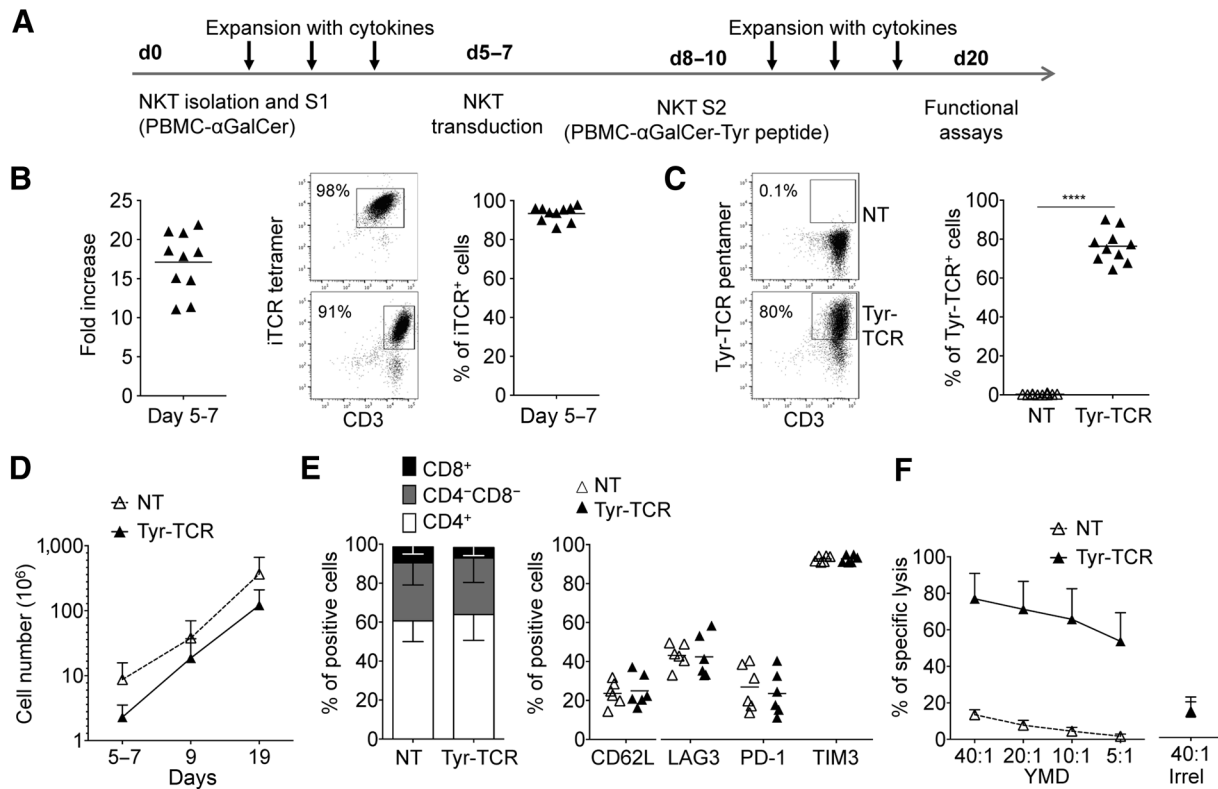 A
Expansion with cytokines
Expansion with cytokines
d0
d5–7
d8–10
d20
NKT isolation and S1
(PBMC-αGalCer)
NKT
transduction
NKT S2
(PBMC-αGalCer-Tyr peptide)
Functional
assays
B
Fold increase
25
20
15
10
5
0
Day 5-7
iTCR tetramer
98%
91%
CD3
% of iTCR+ cells
100
80
60
40
20
0
Day 5–7
C
Tyr-TCR pentamer
0.1%
NT
80%
Tyr-
TCR
CD3
% of Tyr-TCR+ cells
100
80
60
40
20
0
****
NT
Tyr-TCR
D
NT
Tyr-TCR
Cell number (10⁶)
1,000
100
10
1
5–7
9
19
Days
E
CD8⁺
CD4⁻CD8⁻
CD4⁺
% of positive cells
100
80
60
40
20
0
NT
Tyr-TCR
NT
Tyr-TCR
% of positive cells
100
80
60
40
20
0
CD62L
LAG3
PD-1
TIM3
F
NT
Tyr-TCR
% of specific lysis
100
80
60
40
20
0
40:1
20:1
10:1
5:1
YMD
40:1
Irrel